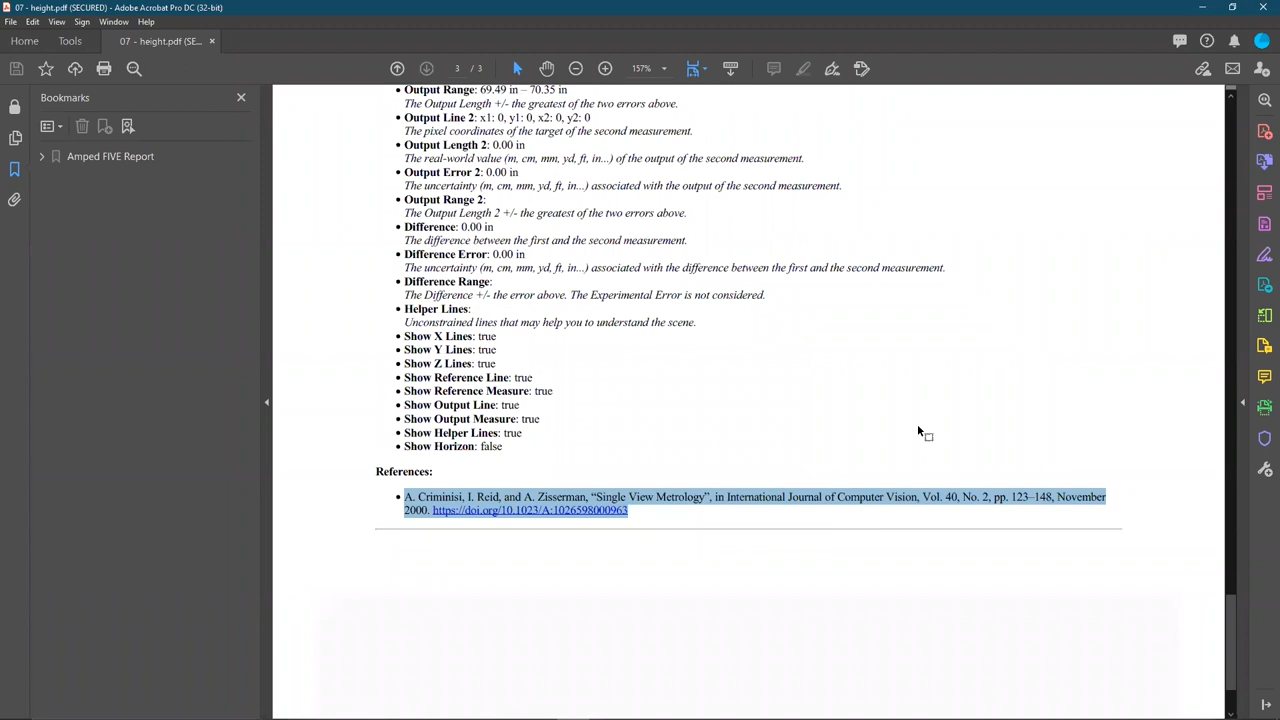 07 - height.pdf (SECURED) - Adobe Acrobat Pro DC (32-bit)
File Edit View Sign Window Help
Home Tools 07 - height.pdf (SE... ×
3 / 3 157%
Bookmarks
Amped FIVE Report
• Output Range: 69.49 in – 70.35 in
The Output Length +/- the greatest of the two errors above.
• Output Line 2: x1: 0, y1: 0, x2: 0, y2: 0
The pixel coordinates of the target of the second measurement.
• Output Length 2: 0.00 in
The real-world value (m, cm, mm, yd, ft, in...) of the output of the second measurement.
• Output Error 2: 0.00 in
The uncertainty (m, cm, mm, yd, ft, in...) associated with the output of the second measurement.
• Output Range 2:
The Output Length 2 +/- the greatest of the two errors above.
• Difference: 0.00 in
The difference between the first and the second measurement.
• Difference Error: 0.00 in
The uncertainty (m, cm, mm, yd, ft, in...) associated with the difference between the first and the second measurement.
• Difference Range:
The Difference +/- the error above. The Experimental Error is not considered.
• Helper Lines:
Unconstrained lines that may help you to understand the scene.
• Show X Lines: true
• Show Y Lines: true
• Show Z Lines: true
• Show Reference Line: true
• Show Reference Measure: true
• Show Output Line: true
• Show Output Measure: true
• Show Helper Lines: true
• Show Horizon: false
References:
• A. Criminisi, I. Reid, and A. Zisserman, “Single View Metrology”, in International Journal of Computer Vision, Vol. 40, No. 2, pp. 123–148, November
2000. https://doi.org/10.1023/A:1026598000963